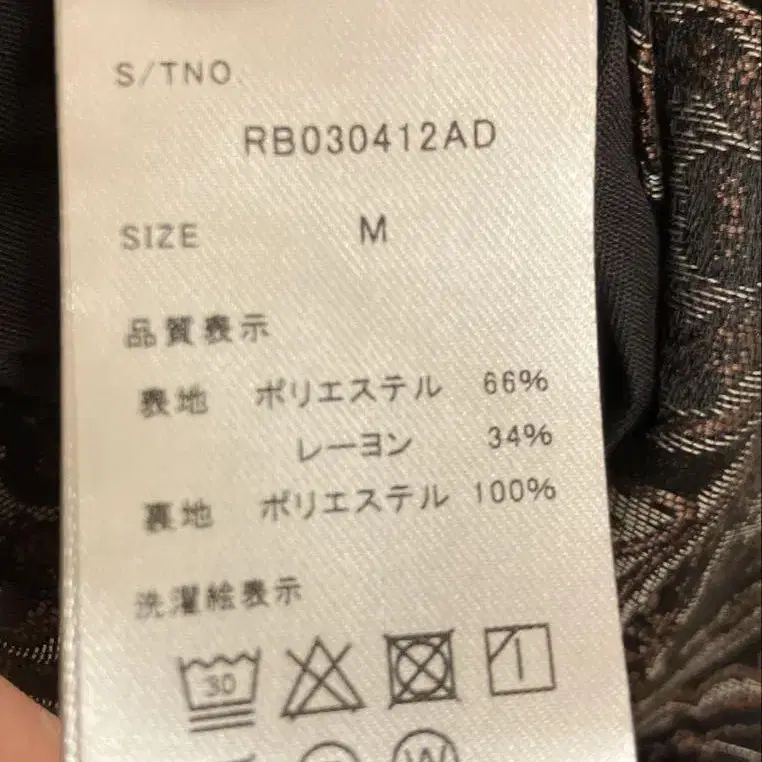 S/TNO.
RB030412AD
SIZE M
品質表示
表地 ポリエステル 66%
レーヨン 34%
裏地 ポリエステル 100%
洗濯絵表示
30
W